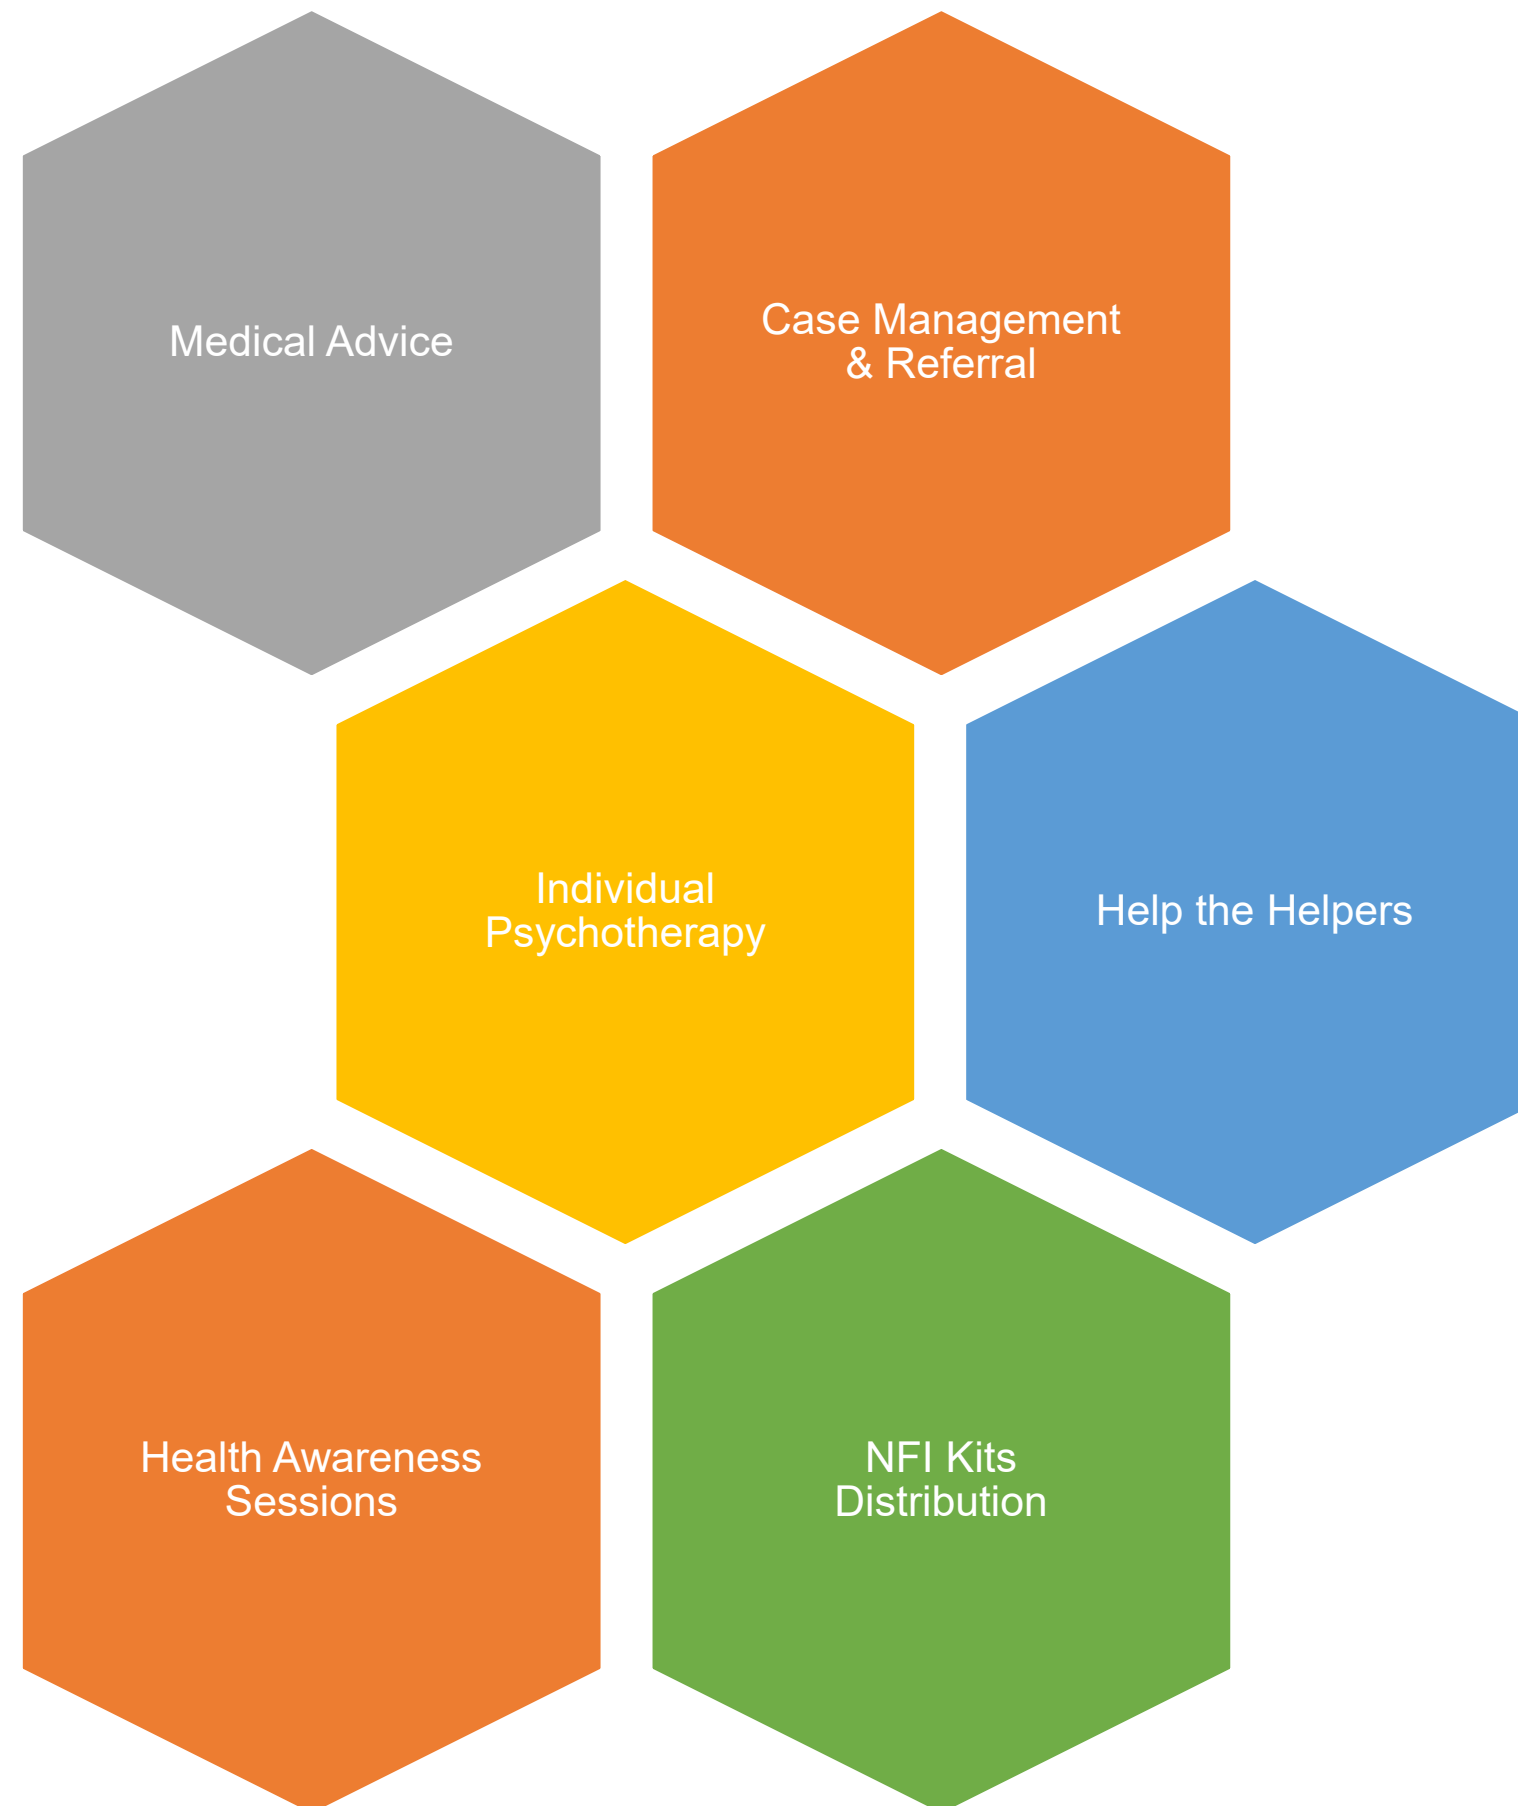 Medical Advice
Case Management
& Referral
Individual
Psychotherapy
Help the Helpers
Health Awareness
Sessions
NFI Kits
Distribution